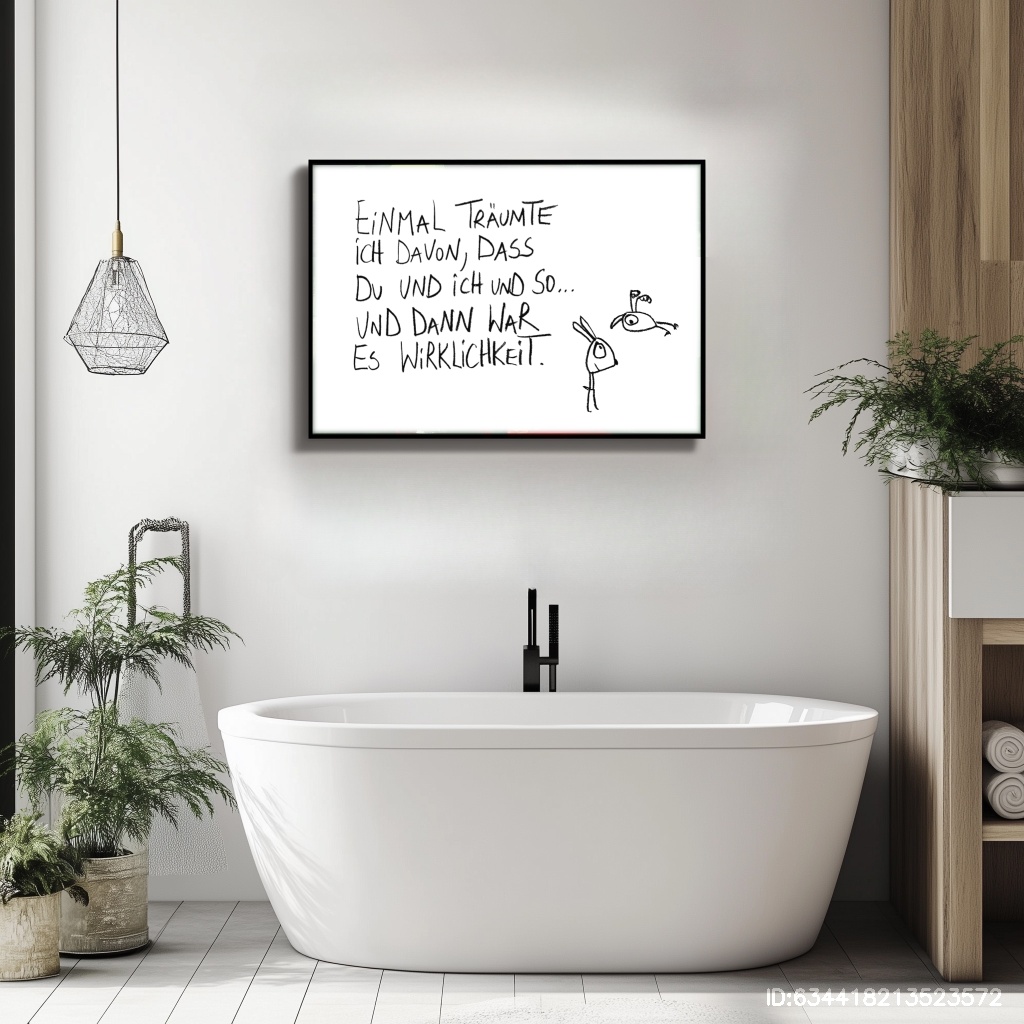 EiNMAL TRÄUMTE
iCH DAVON, DASS
DU UND iCH UND SO...
UND DANN WAR
ES WiRKLiCHKEiT.
ID:634418213523572